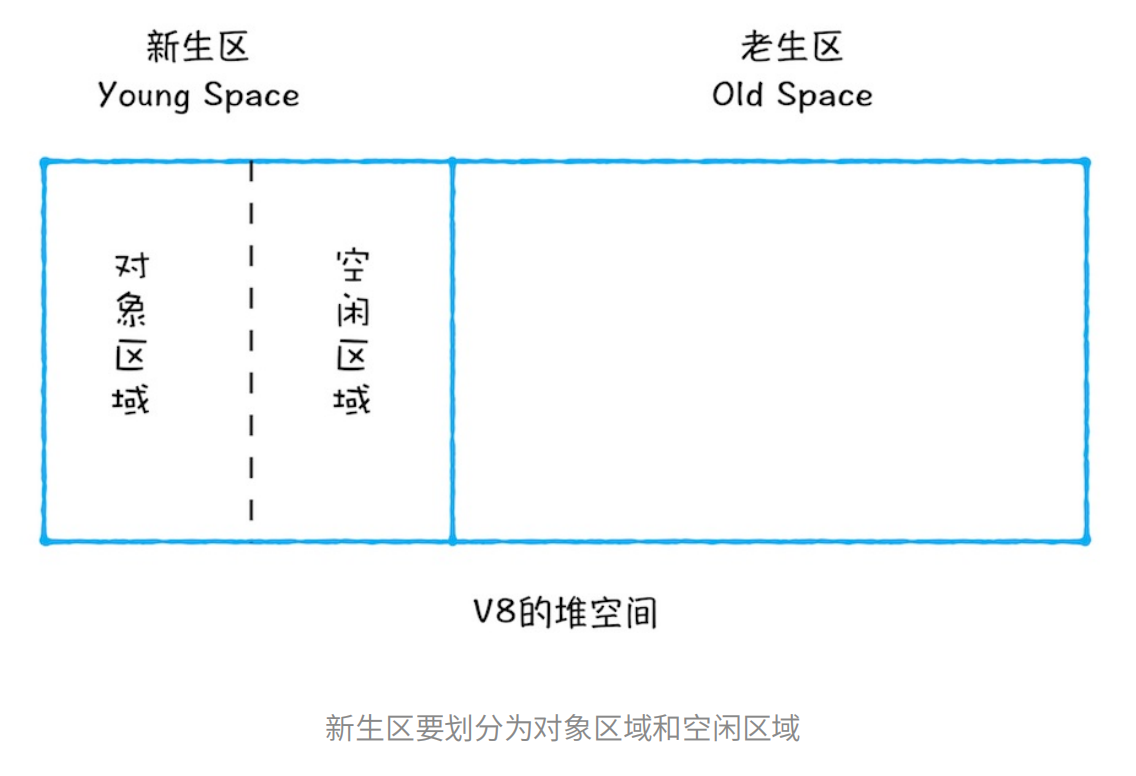 新生区
Young Space
老生区
Old Space
对象区域
空闲区域
V8的堆空间
新生区要划分为对象区域和空闲区域